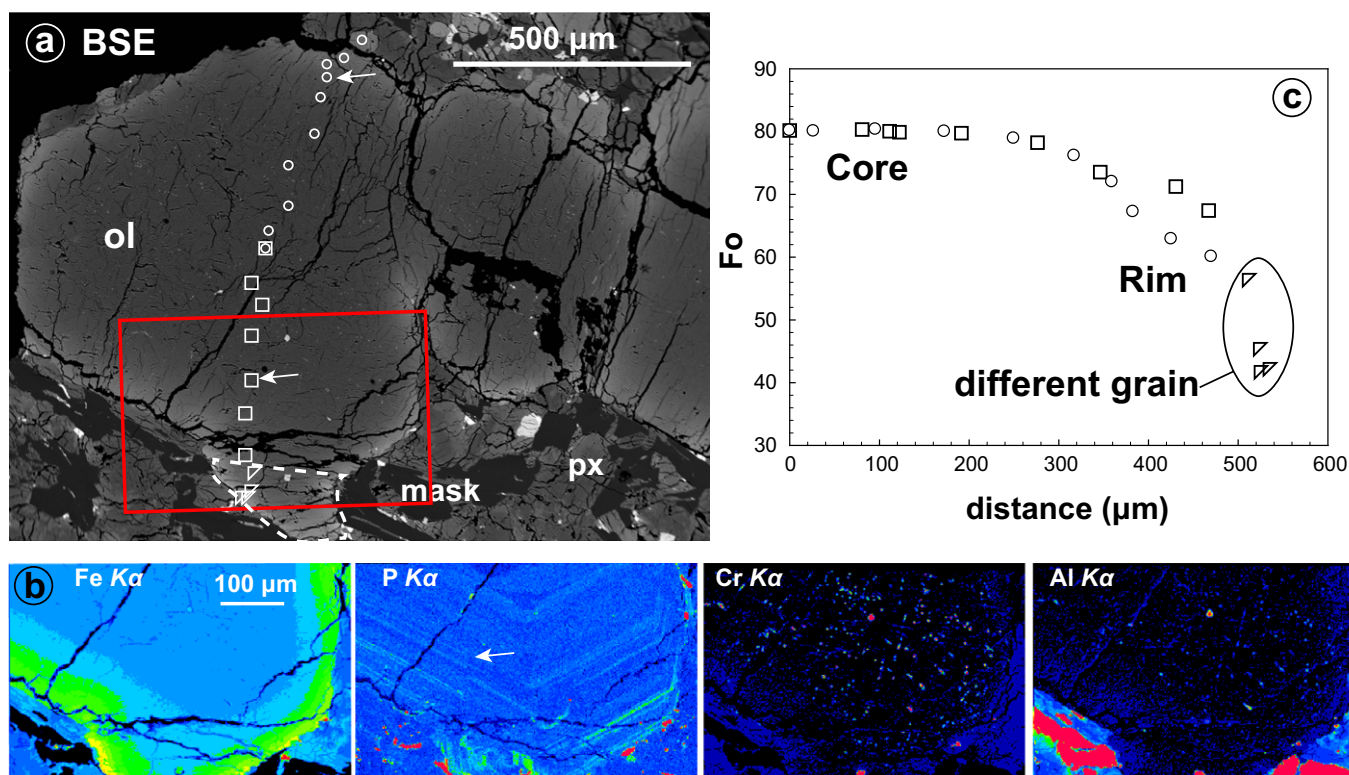 a BSE
500 µm
ol
px
mask
c
90
80
70
60
50
40
30
Fo
Core
Rim
different grain
0 100 200 300 400 500 600
distance (µm)
b Fe Kα
100 µm
P Kα
Cr Kα
Al Kα